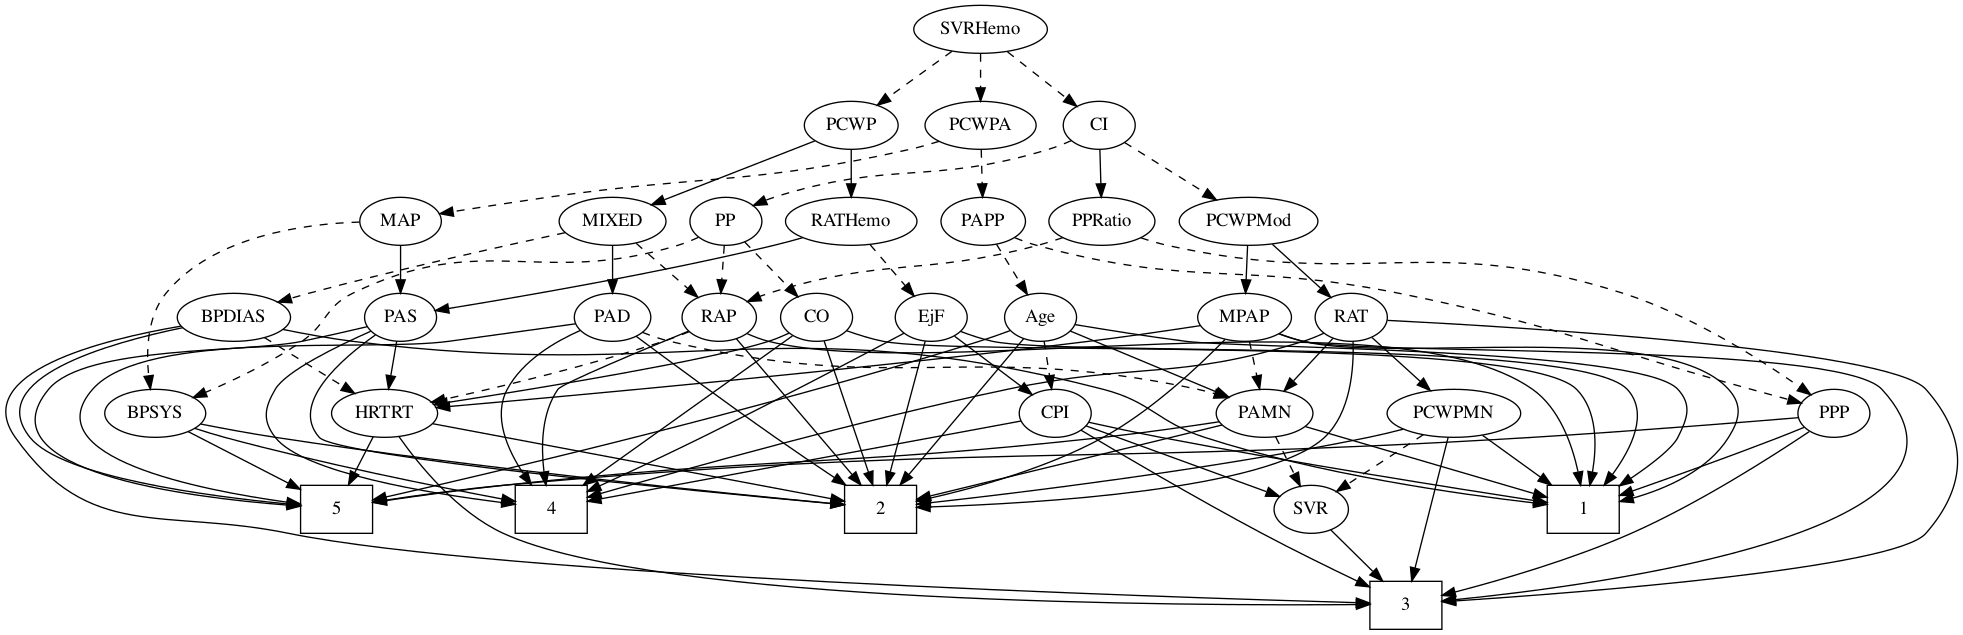 SVRHemo
PCWP PCWPA CI
MAP MIXED PP RATHemo PAPP PPRatio PCWPMod
BPDIAS PAS PAD RAP CO EjF Age MPAP RAT
BPSYS HRTRT CPI PAMN PCWPMN PPP
5 4 2 SVR 1
3